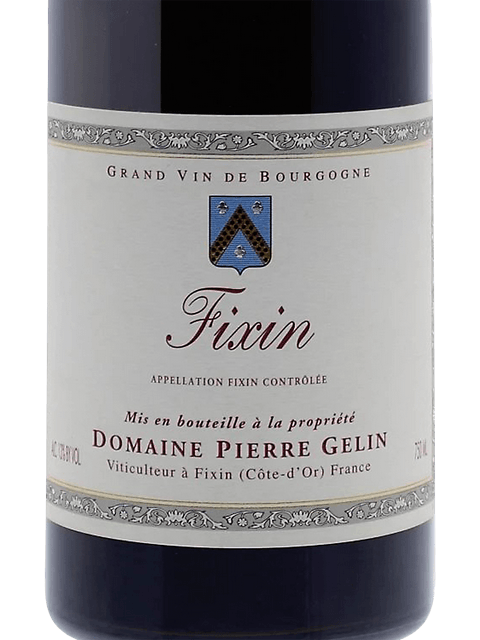 GRAND VIN DE BOURGOGNE
Fixin
APPELLATION FIXIN CONTRÔLÉE
Mis en bouteille à la propriété
DOMAINE PIERRE GELIN
Viticulteur à Fixin (Côte-d'Or) France
750 ML